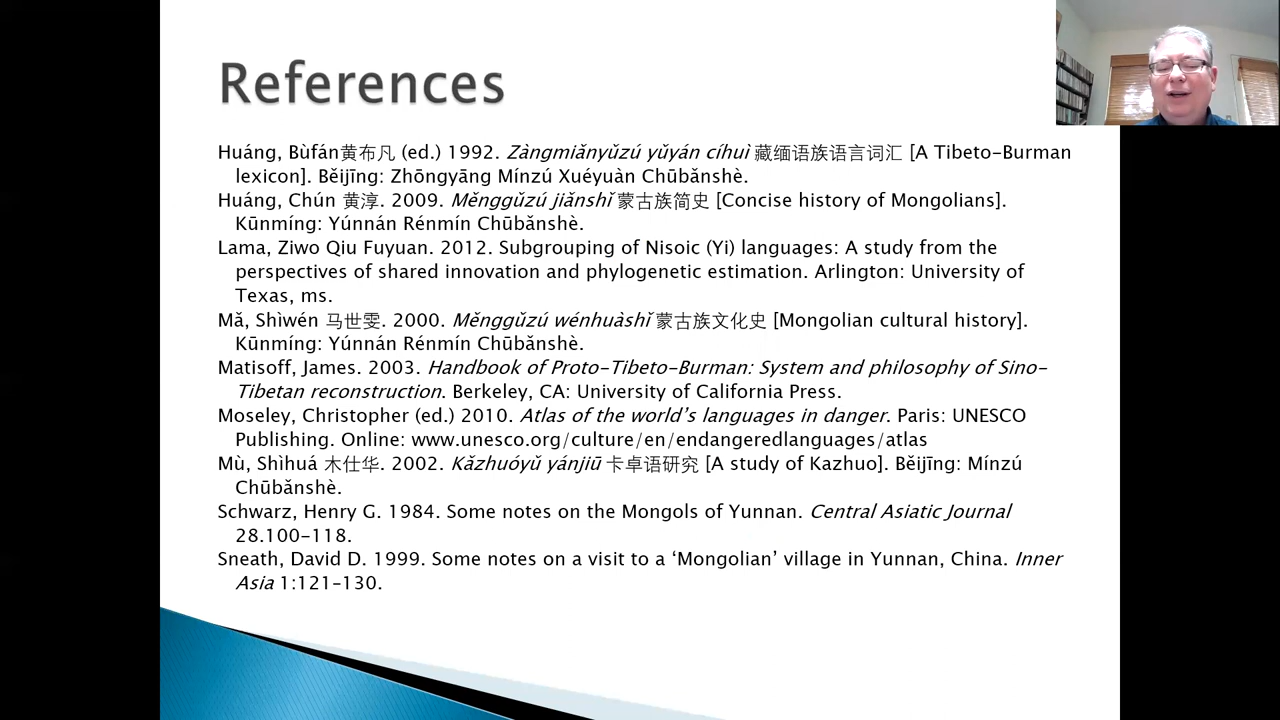 References
Huáng, Bùfán黄布凡 (ed.) 1992. Zàngmiǎnyǔzú yǔyán cíhuì 藏缅语族语言词汇 [A Tibeto-Burman
lexicon]. Běijīng: Zhōngyāng Mínzú Xuéyuàn Chūbǎnshè.
Huáng, Chún 黄淳. 2009. Měnggǔzú jiǎnshǐ 蒙古族简史 [Concise history of Mongolians].
Kūnmíng: Yúnnán Rénmín Chūbǎnshè.
Lama, Ziwo Qiu Fuyuan. 2012. Subgrouping of Nisoic (Yi) languages: A study from the
perspectives of shared innovation and phylogenetic estimation. Arlington: University of
Texas, ms.
Mǎ, Shìwén 马世雯. 2000. Měnggǔzú wénhuàshǐ 蒙古族文化史 [Mongolian cultural history].
Kūnmíng: Yúnnán Rénmín Chūbǎnshè.
Matisoff, James. 2003. Handbook of Proto-Tibeto-Burman: System and philosophy of Sino-
Tibetan reconstruction. Berkeley, CA: University of California Press.
Moseley, Christopher (ed.) 2010. Atlas of the world’s languages in danger. Paris: UNESCO
Publishing. Online: www.unesco.org/culture/en/endangeredlanguages/atlas
Mù, Shìhuá 木仕华. 2002. Kǎzhuóyǔ yánjiū 卡卓语研究 [A study of Kazhuo]. Běijīng: Mínzú
Chūbǎnshè.
Schwarz, Henry G. 1984. Some notes on the Mongols of Yunnan. Central Asiatic Journal
28.100-118.
Sneath, David D. 1999. Some notes on a visit to a ‘Mongolian’ village in Yunnan, China. Inner
Asia 1:121–130.